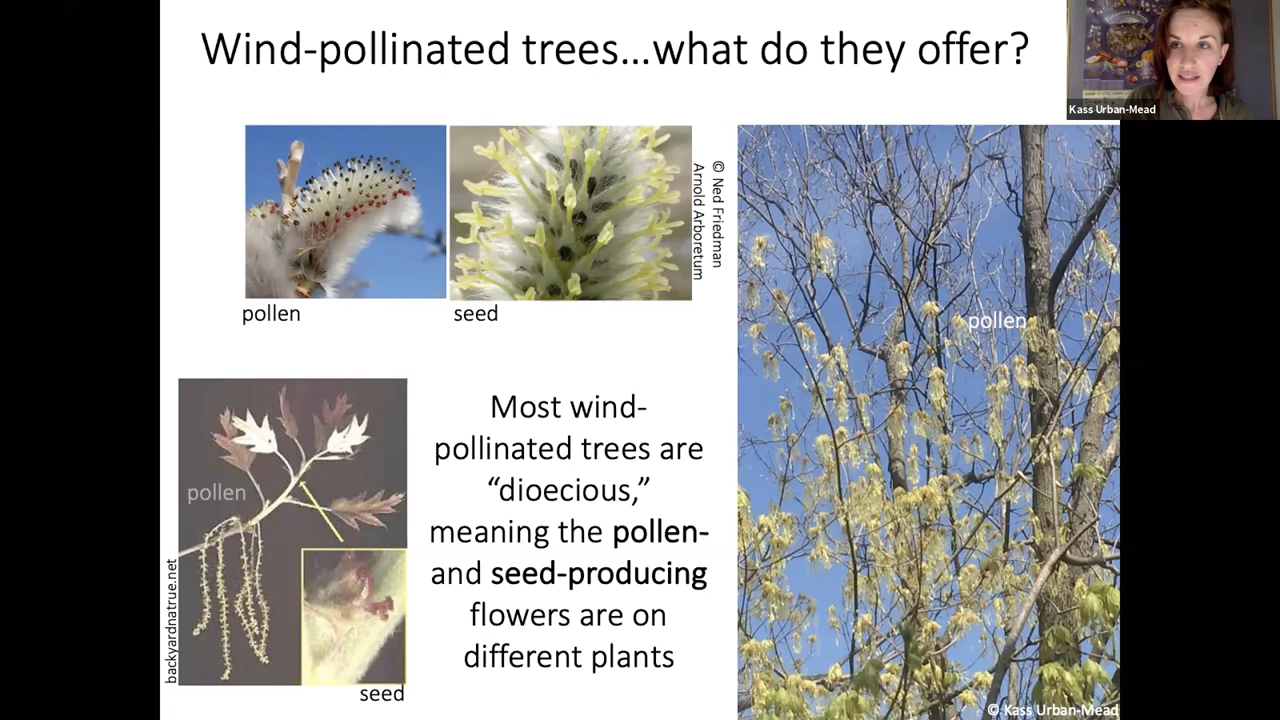 Wind-pollinated trees...what do they offer?
Kass Urban-Mead
© Ned Friedman
Arnold Arboretum
pollen
seed
pollen
pollen
seed
backyardnatrue.net
Most wind-
pollinated trees are
“dioecious,”
meaning the pollen-
and seed-producing
flowers are on
different plants
© Kass Urban-Mead